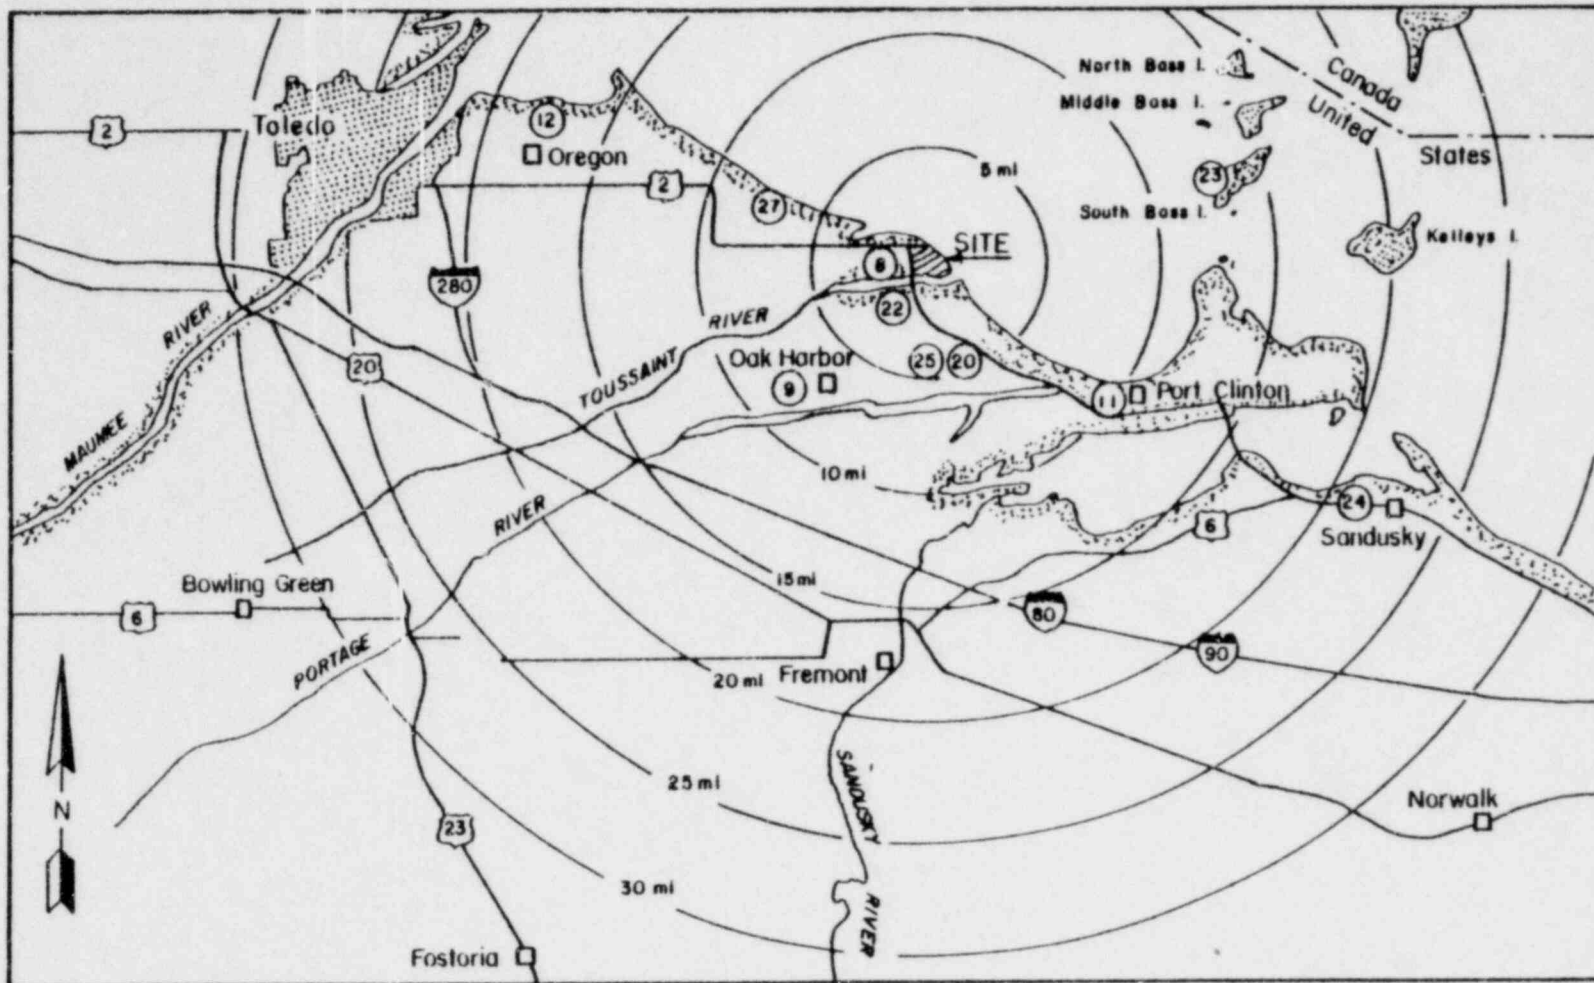 North Bass I.
Middle Bass I.
Canada
United
States
2
Toledo
12
Oregon
5 mi
23
2
South Bass I.
27
Kelleys I.
SITE
8
280
22
RIVER
RIVER
MAUMEE
20
TOUSSAINT
Oak Harbor
9
25
20
11
Port Clinton
10 mi
RIVER
24
6
Sandusky
Bowling Green
6
15 mi
80
PORTAGE
20 mi
Fremont
90
25 mi
SANDUSKY
Norwalk
N
23
30 mi
RIVER
Fostoria